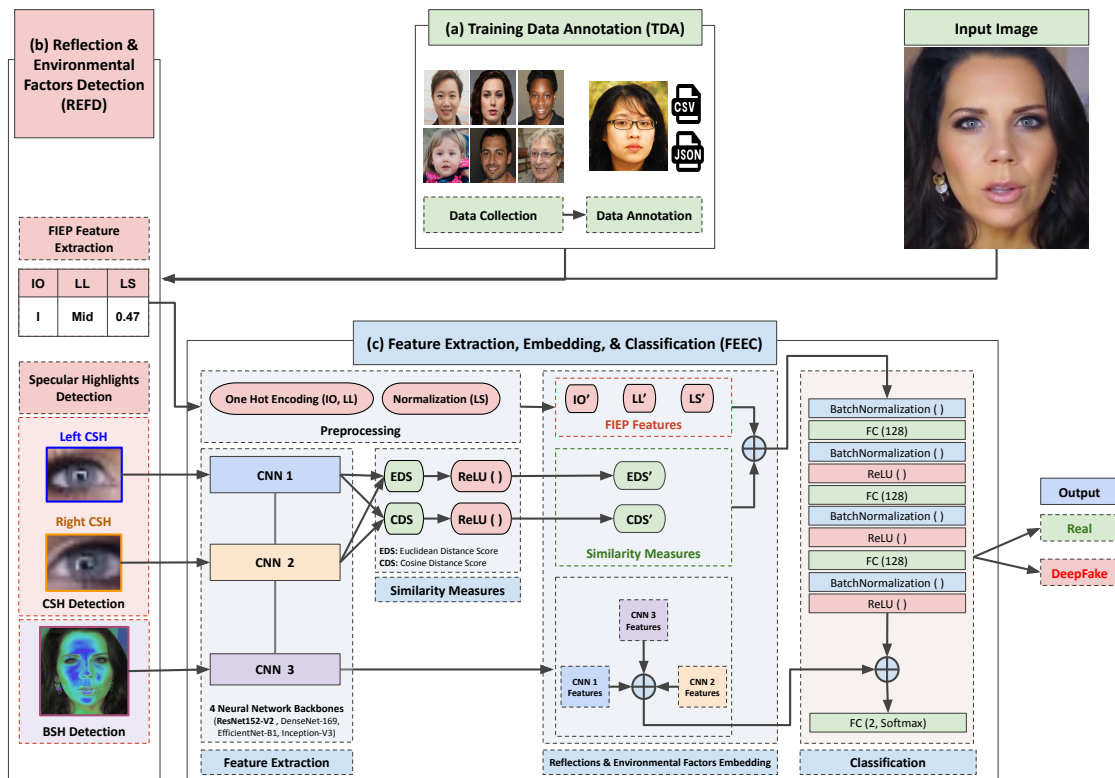 (a) Training Data Annotation (TDA)
Input Image
(b) Reflection &
Environmental
Factors Detection
(REFD)
CSV
JSON
Data Collection
Data Annotation
FIEP Feature
Extraction
IO LL LS
I Mid 0.47
(c) Feature Extraction, Embedding, & Classification (FEEC)
Specular Highlights
Detection
One Hot Encoding (IO, LL)
Normalization (LS)
Preprocessing
IO’ LL’ LS’
FIEP Features
Left CSH
Right CSH
CSH Detection
BSH Detection
CNN 1
CNN 2
CNN 3
4 Neural Network Backbones
(ResNet152-V2 , DenseNet-169,
EfficientNet-B1, Inception-V3)
Feature Extraction
EDS
ReLU ( )
CDS
ReLU ( )
EDS: Euclidean Distance Score
CDS: Cosine Distance Score
Similarity Measures
EDS’
CDS’
Similarity Measures
CNN 3
Features
CNN 1
Features
CNN 2
Features
Reflections & Environmental Factors Embedding
BatchNormalization ( )
FC (128)
BatchNormalization ( )
ReLU ( )
FC (128)
BatchNormalization ( )
ReLU ( )
FC (128)
BatchNormalization ( )
ReLU ( )
FC (2, Softmax)
Classification
Output
Real
DeepFake